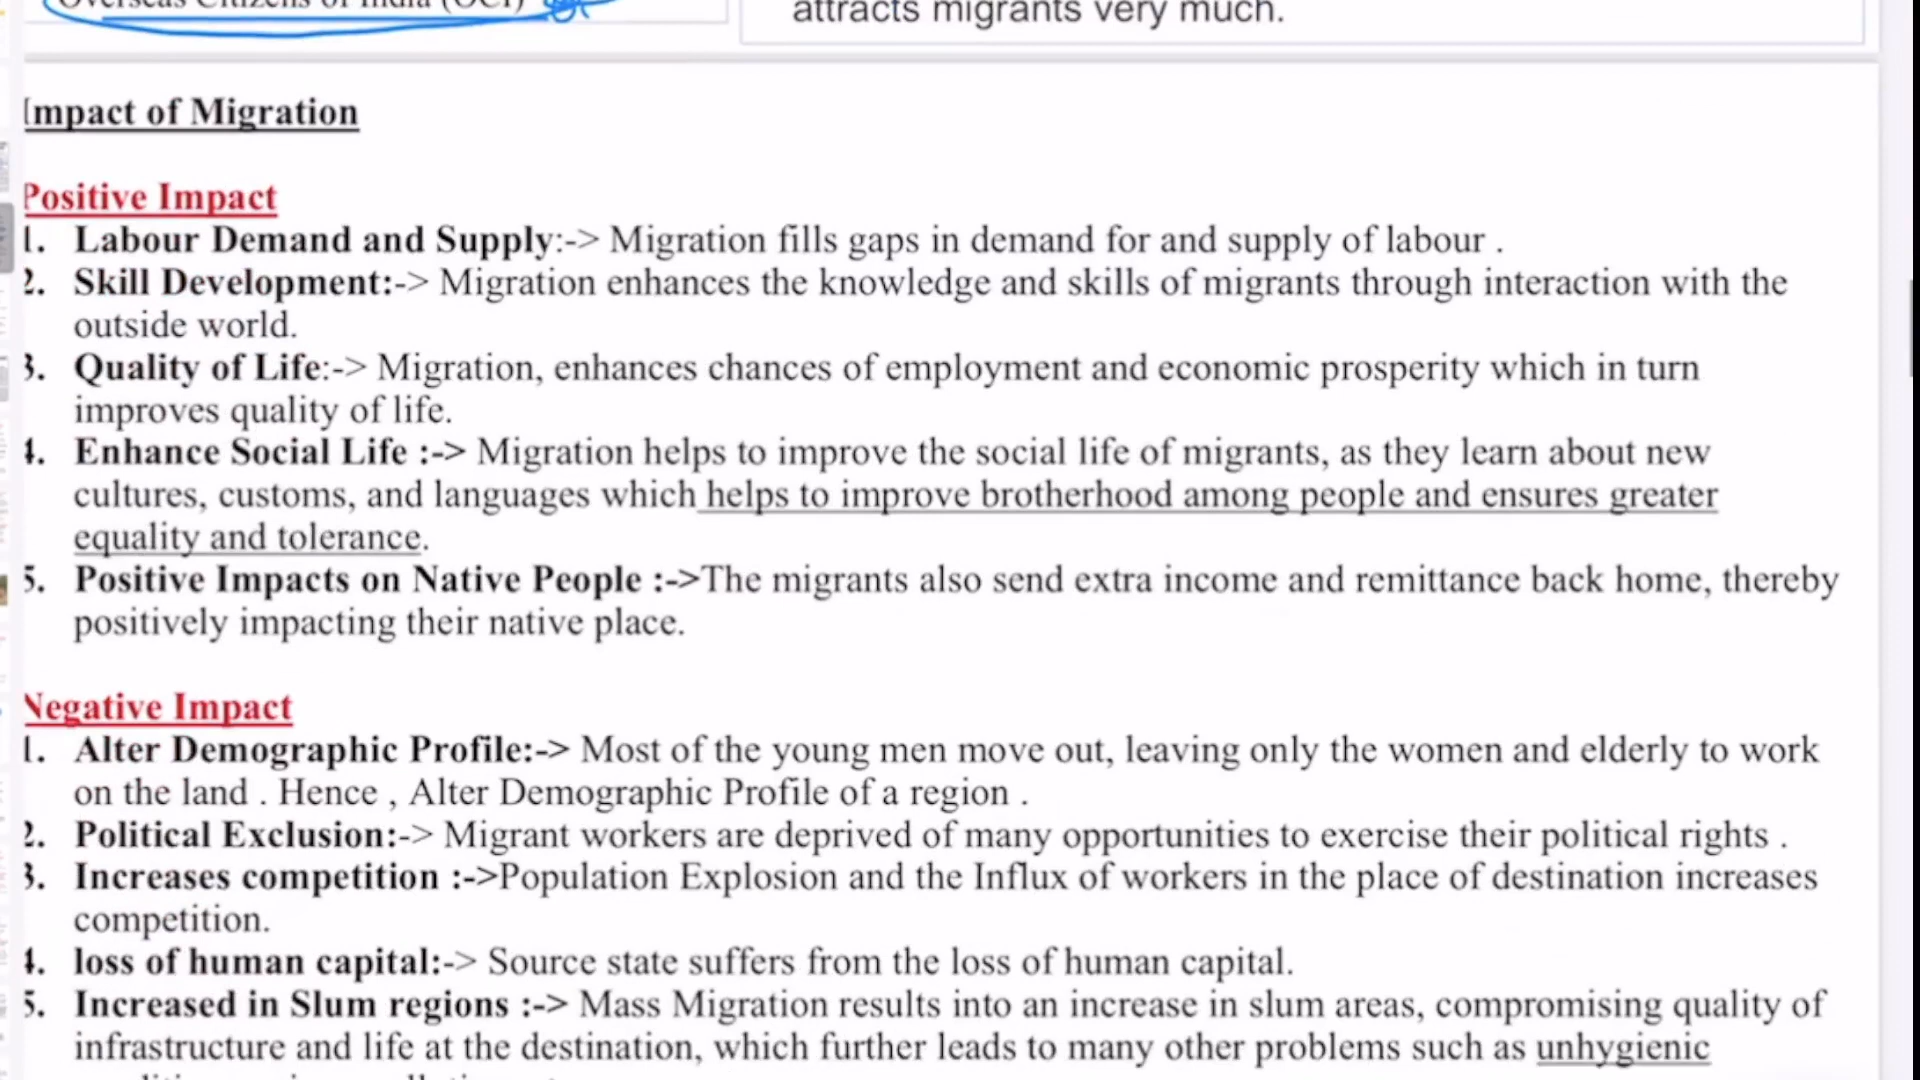 Overseas Citizens of India (OCI)
attracts migrants very much.
Impact of Migration
Positive Impact
1. Labour Demand and Supply:-> Migration fills gaps in demand for and supply of labour .
2. Skill Development:-> Migration enhances the knowledge and skills of migrants through interaction with the
outside world.
3. Quality of Life:-> Migration, enhances chances of employment and economic prosperity which in turn
improves quality of life.
4. Enhance Social Life :-> Migration helps to improve the social life of migrants, as they learn about new
cultures, customs, and languages which helps to improve brotherhood among people and ensures greater
equality and tolerance.
5. Positive Impacts on Native People :->The migrants also send extra income and remittance back home, thereby
positively impacting their native place.
Negative Impact
1. Alter Demographic Profile:-> Most of the young men move out, leaving only the women and elderly to work
on the land . Hence , Alter Demographic Profile of a region .
2. Political Exclusion:-> Migrant workers are deprived of many opportunities to exercise their political rights .
3. Increases competition :->Population Explosion and the Influx of workers in the place of destination increases
competition.
4. loss of human capital:-> Source state suffers from the loss of human capital.
5. Increased in Slum regions :-> Mass Migration results into an increase in slum areas, compromising quality of
infrastructure and life at the destination, which further leads to many other problems such as unhygienic